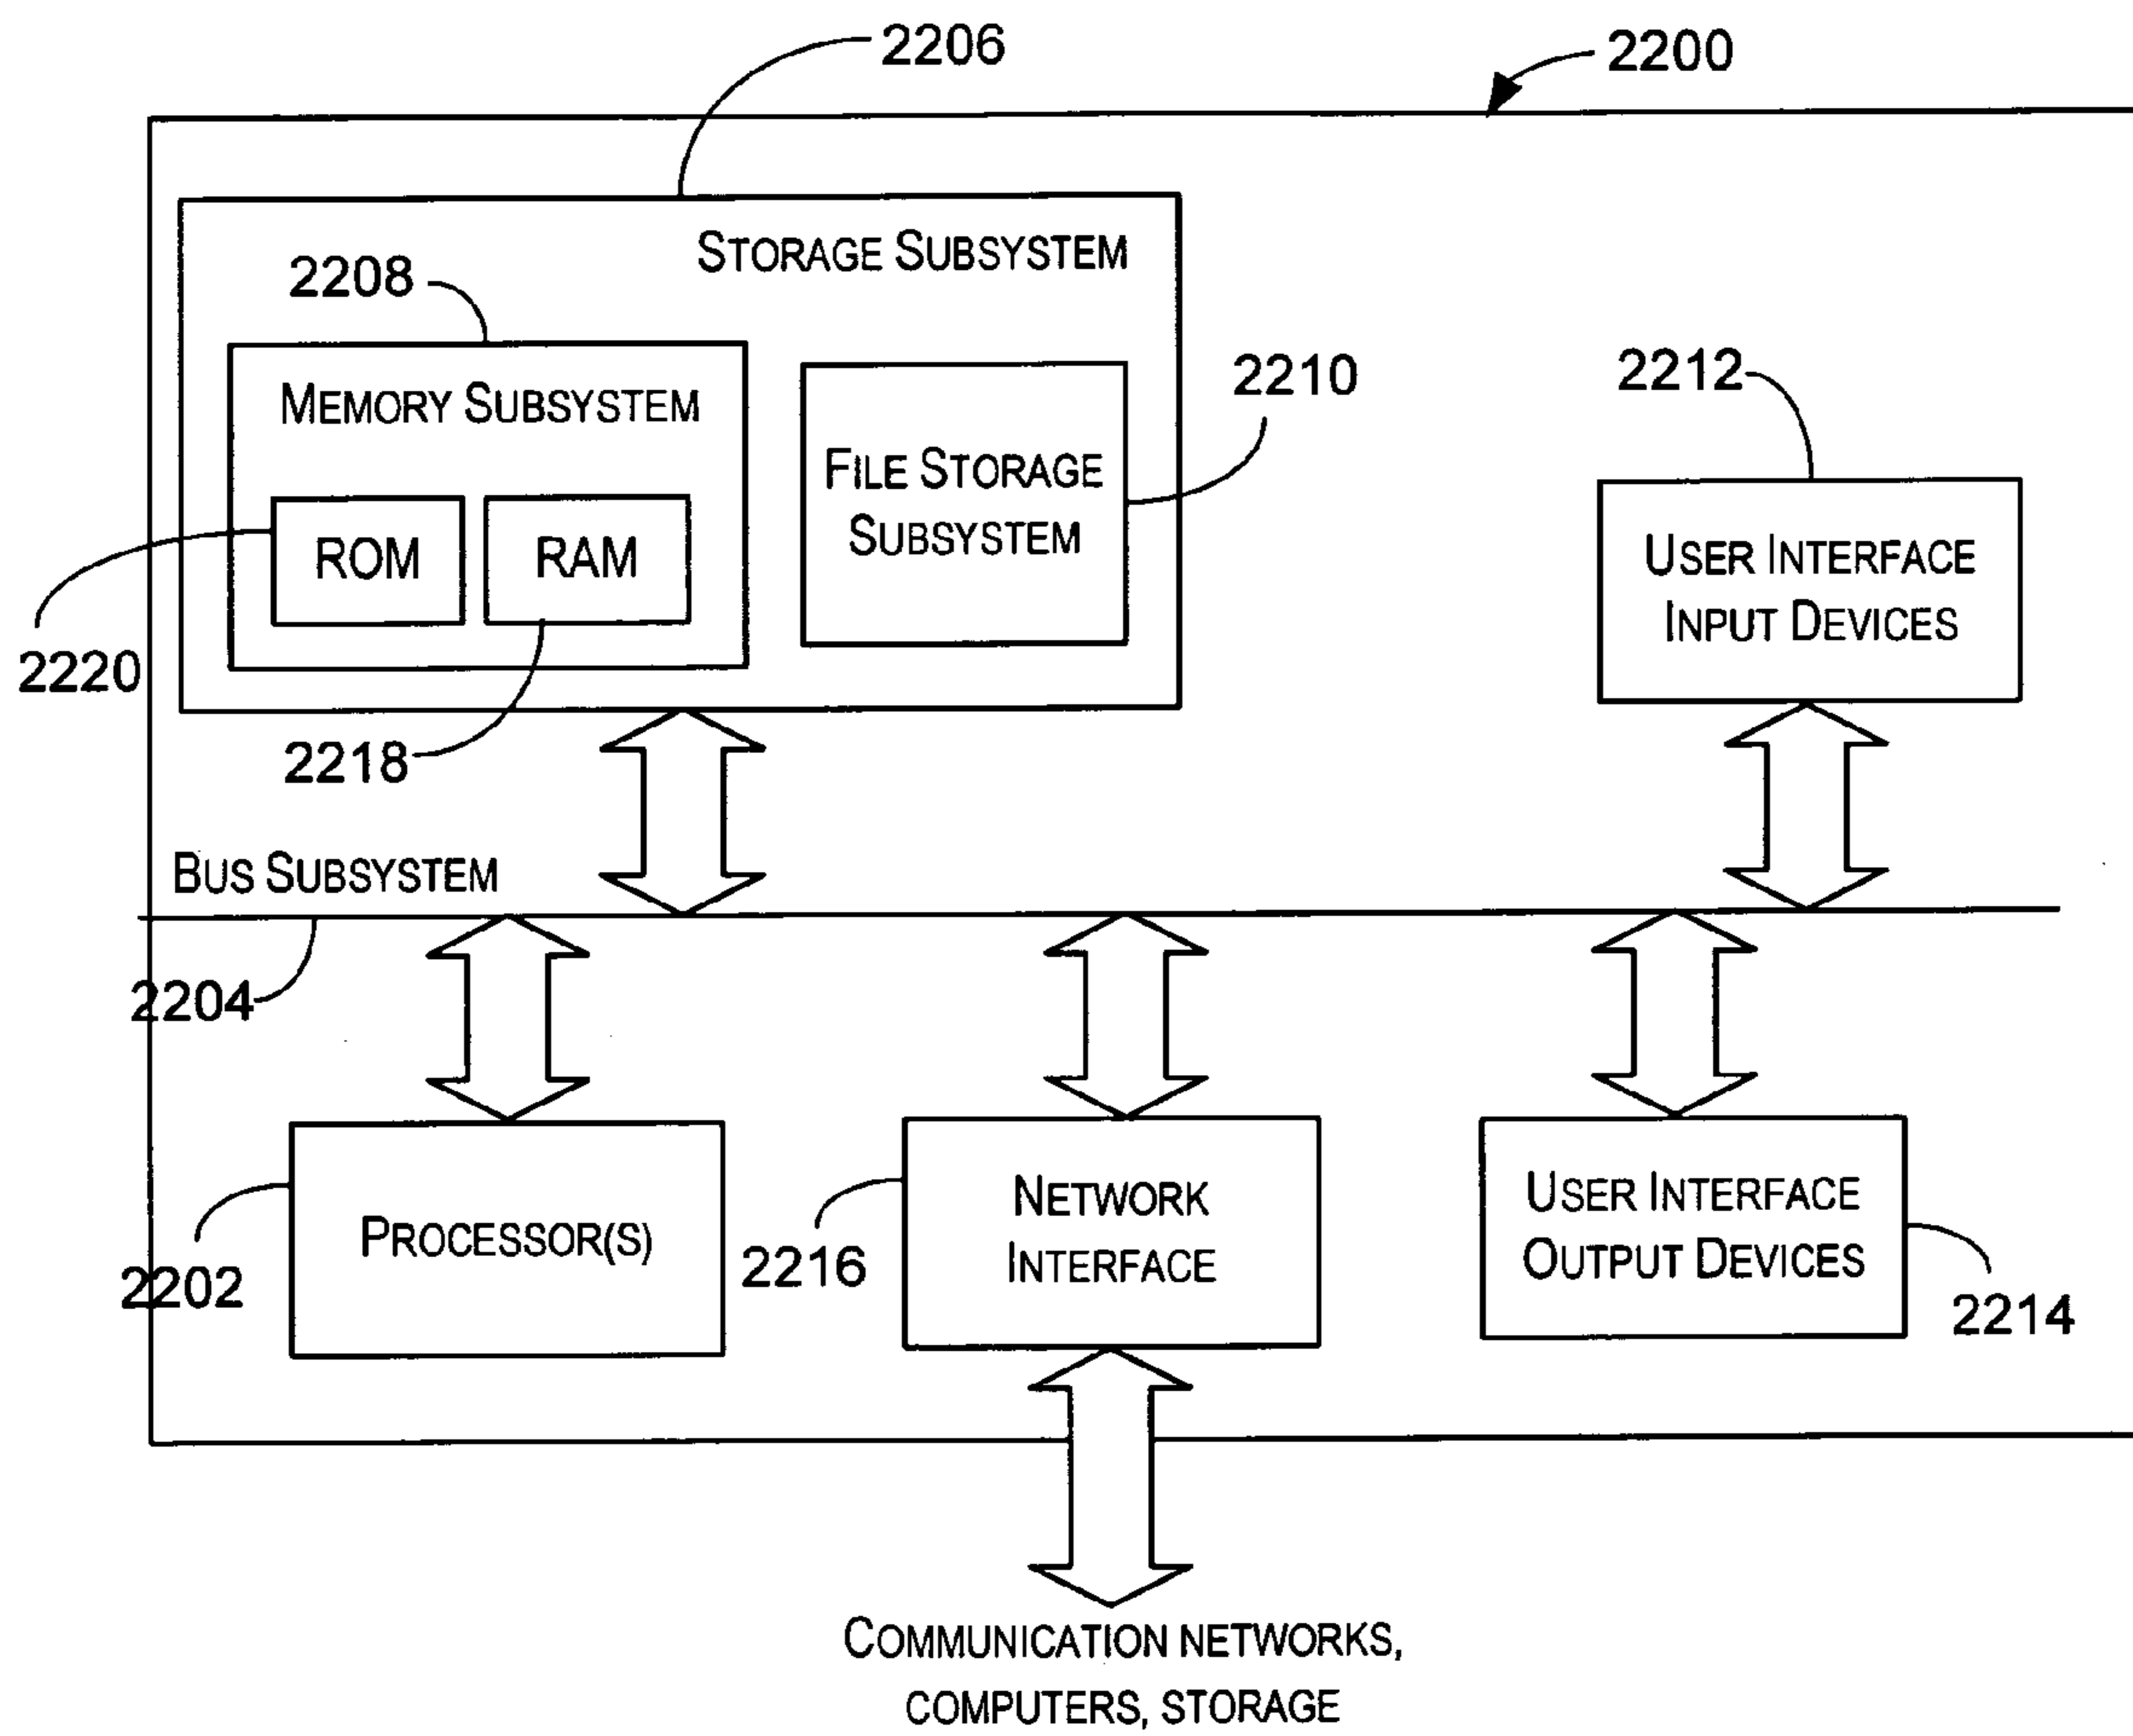 2206
2200
STORAGE SUBSYSTEM
2208
MEMORY SUBSYSTEM
2210
2212
FILE STORAGE
SUBSYSTEM
ROM
RAM
USER INTERFACE
INPUT DEVICES
2220
2218
BUS SUBSYSTEM
2204
PROCESSOR(S)
2202
NETWORK
INTERFACE
2216
USER INTERFACE
OUTPUT DEVICES
2214
COMMUNICATION NETWORKS,
COMPUTERS, STORAGE